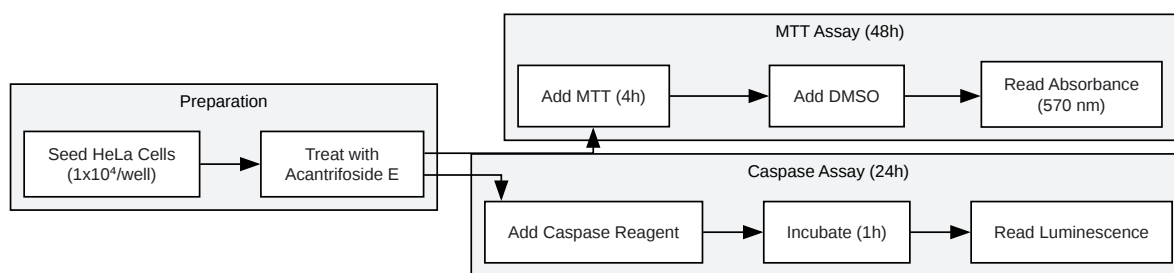 Preparation
Seed HeLa Cells
(1x10⁴/well)
Treat with
Acantrifoside E
MTT Assay (48h)
Add MTT (4h)
Add DMSO
Read Absorbance
(570 nm)
Caspase Assay (24h)
Add Caspase Reagent
Incubate (1h)
Read Luminescence